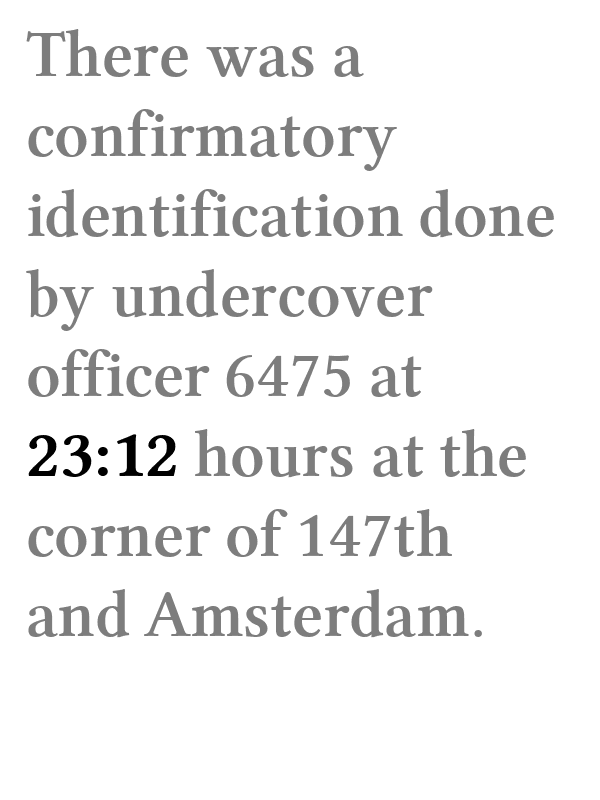 There was a
confirmatory
identification done
by undercover
officer 6475 at
23:12 hours at the
corner of 147th
and Amsterdam.